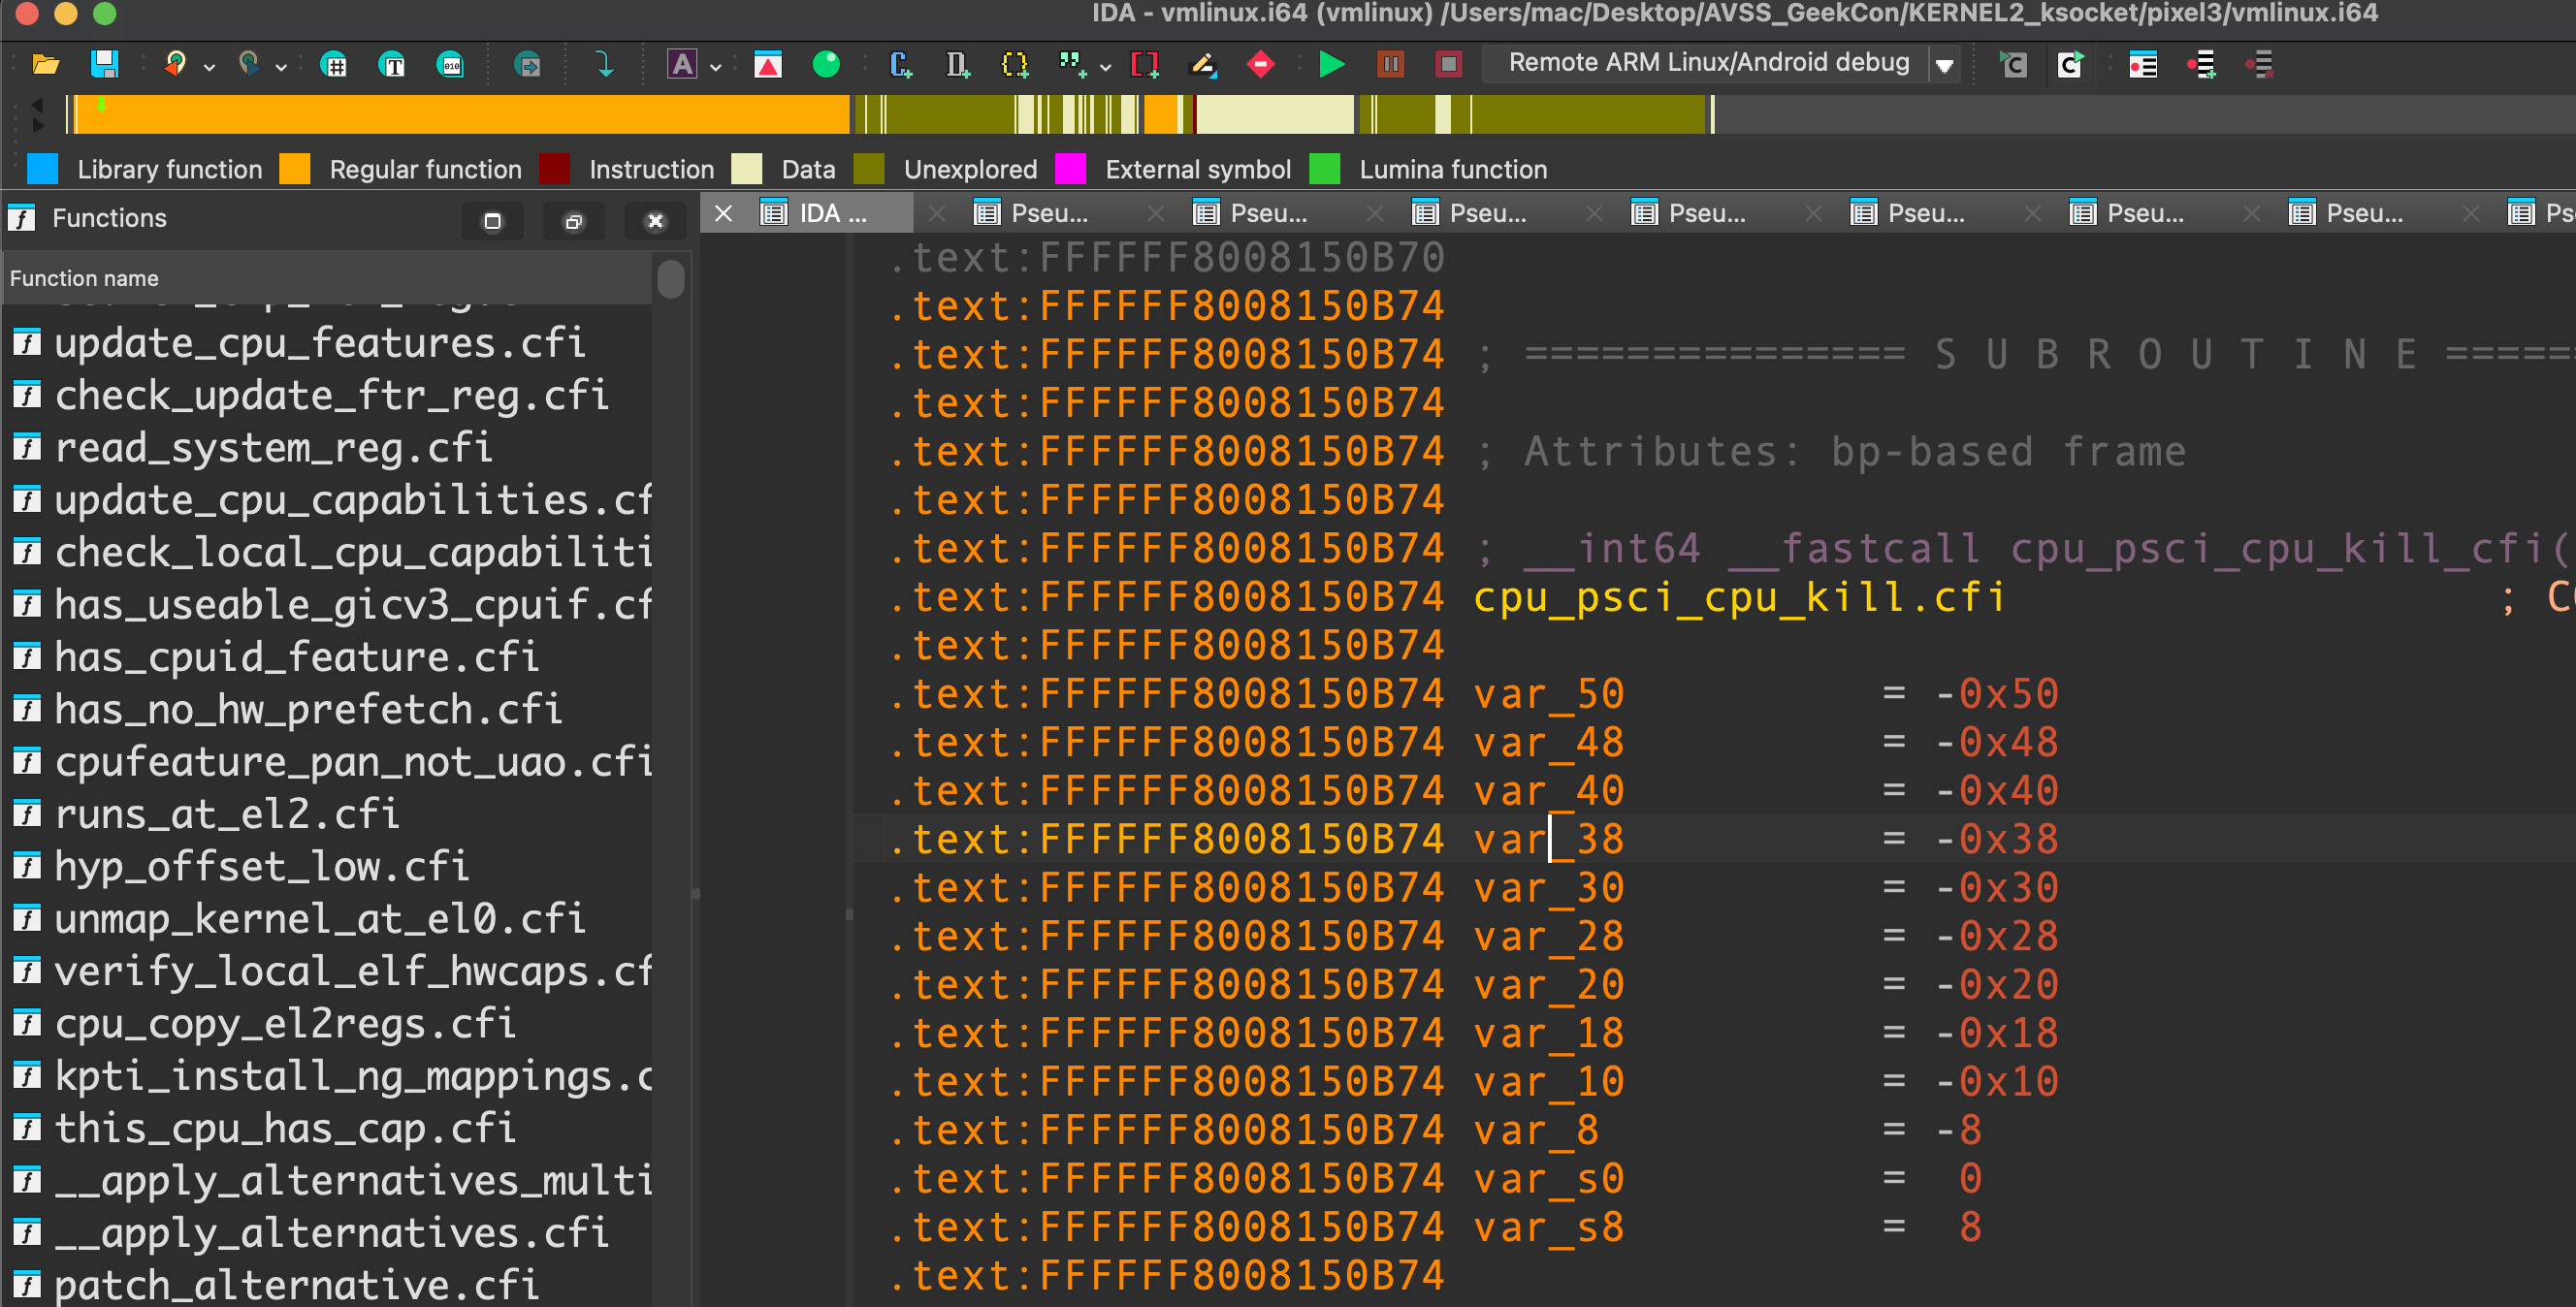 IDA - vmlinux.i64 (vmlinux) /Users/mac/Desktop/AVSS_GeekCon/KERNEL2_ksocket/pixel3/vmlinux.i64
Remote ARM Linux/Android debug
Library function Regular function Instruction Data Unexplored External symbol Lumina function
Functions
IDA ... Pseu... Pseu... Pseu... Pseu... Pseu... Pseu... Pseu...
Function name
update_cpu_features.cfi
check_update_ftr_reg.cfi
read_system_reg.cfi
update_cpu_capabilities.cf
check_local_cpu_capabiliti
has_useable_gicv3_cpuif.cf
has_cpuid_feature.cfi
has_no_hw_prefetch.cfi
cpufeature_pan_not_uao.cfi
runs_at_el2.cfi
hyp_offset_low.cfi
unmap_kernel_at_el0.cfi
verify_local_elf_hwcaps.cf
cpu_copy_el2regs.cfi
kpti_install_ng_mappings.c
this_cpu_has_cap.cfi
__apply_alternatives_multi
__apply_alternatives.cfi
patch_alternative.cfi
.text:FFFFFF8008150B70
.text:FFFFFF8008150B74
.text:FFFFFF8008150B74 ; =============== S U B R O U T I N E =====
.text:FFFFFF8008150B74
.text:FFFFFF8008150B74 ; Attributes: bp-based frame
.text:FFFFFF8008150B74
.text:FFFFFF8008150B74 ; __int64 __fastcall cpu_psci_cpu_kill_cfi(
.text:FFFFFF8008150B74 cpu_psci_cpu_kill.cfi ;
.text:FFFFFF8008150B74
.text:FFFFFF8008150B74 var_50 = -0x50
.text:FFFFFF8008150B74 var_48 = -0x48
.text:FFFFFF8008150B74 var_40 = -0x40
.text:FFFFFF8008150B74 var_38 = -0x38
.text:FFFFFF8008150B74 var_30 = -0x30
.text:FFFFFF8008150B74 var_28 = -0x28
.text:FFFFFF8008150B74 var_20 = -0x20
.text:FFFFFF8008150B74 var_18 = -0x18
.text:FFFFFF8008150B74 var_10 = -0x10
.text:FFFFFF8008150B74 var_8 = -8
.text:FFFFFF8008150B74 var_s0 = 0
.text:FFFFFF8008150B74 var_s8 = 8
.text:FFFFFF8008150B74